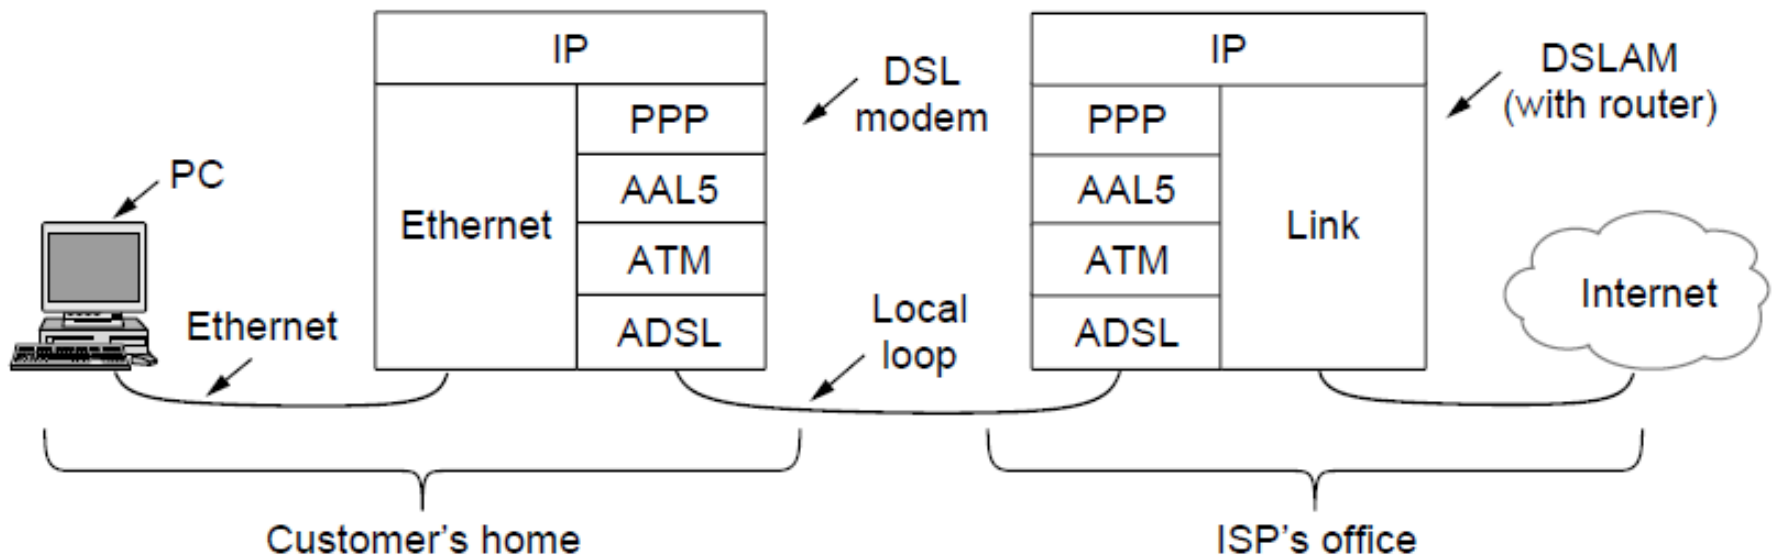 PC
Ethernet
IP
Ethernet
PPP
AAL5
ATM
ADSL
DSL
modem
Local
loop
IP
PPP
AAL5
ATM
ADSL
Link
DSLAM
(with router)
Internet
Customer's home
ISP's office